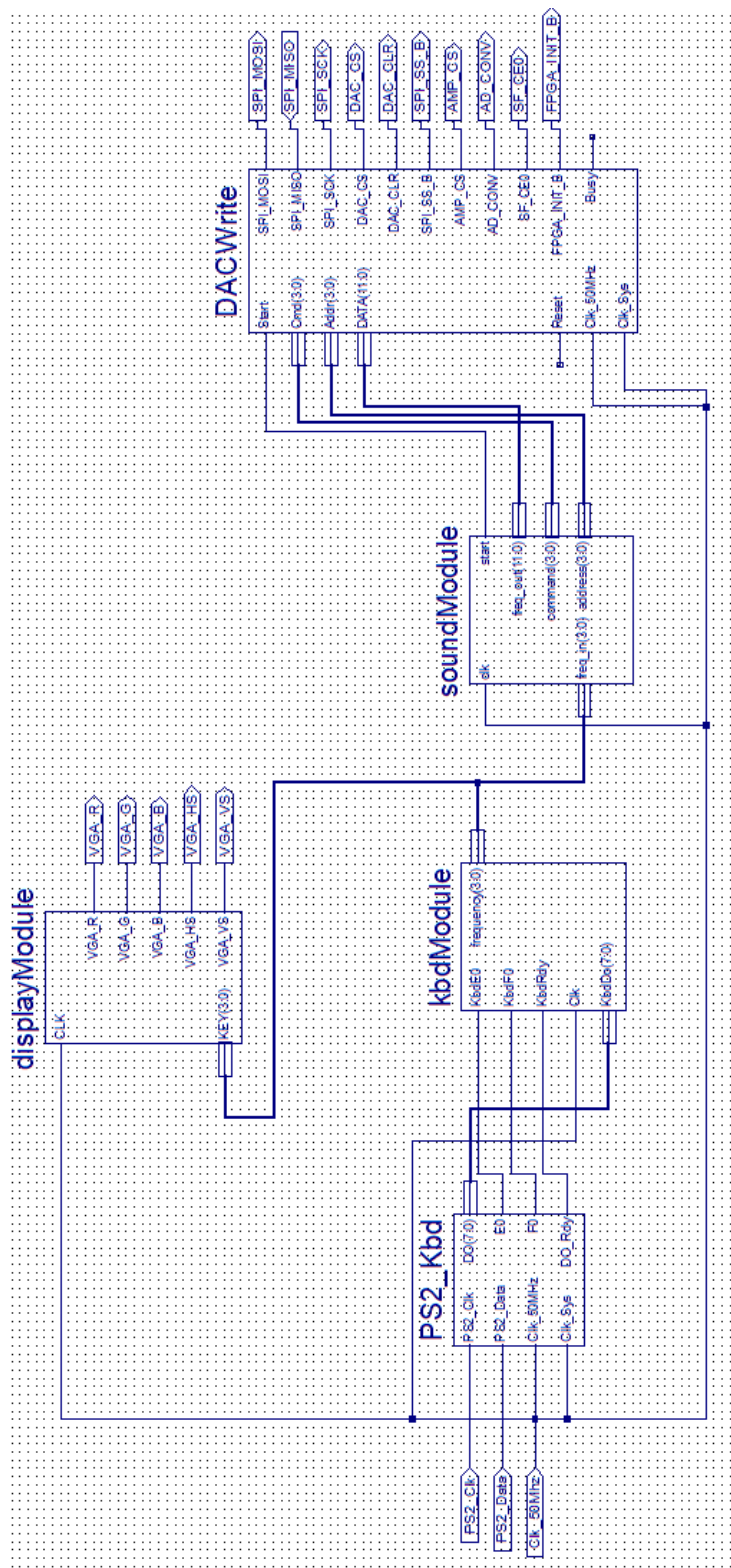 displayModule
CLK
VGA_R
VGA_G
VGA_B
VGA_HS
KEY(3:0)
VGA_VS
VGA_R
VGA_G
VGA_B
VGA_HS
VGA_VS
PS2_Clk
PS2_Data
Clk_50Mhz
PS2_Kbd
PS2_Clk
DO(7:0)
PS2_Data
E0
Clk_50MHz
F0
Clk_Sys
DO_Rdy
kbdModule
KbdE0
frequency(3:0)
KbdF0
KbdRdy
Clk
KbdDo(7:0)
soundModule
clk
start
freq_out(11:0)
command(3:0)
freq_in(3:0)
address(3:0)
DACWrite
Start
SPI_MOSI
Cmd(3:0)
SPI_MISO
Addr(3:0)
SPI_SCK
DATA(11:0)
DAC_CS
DAC_CLR
SPI_SS_B
AMP_CS
AD_CONV
SF_CE0
Reset
FPGA_INIT_B
Clk_50MHz
Busy
Clk_Sys
SPI_MOSI
SPI_MISO
SPI_SCK
DAC_CS
DAC_CLR
SPI_SS_B
AMP_CS
AD_CONV
SF_CE0
FPGA_INIT_B